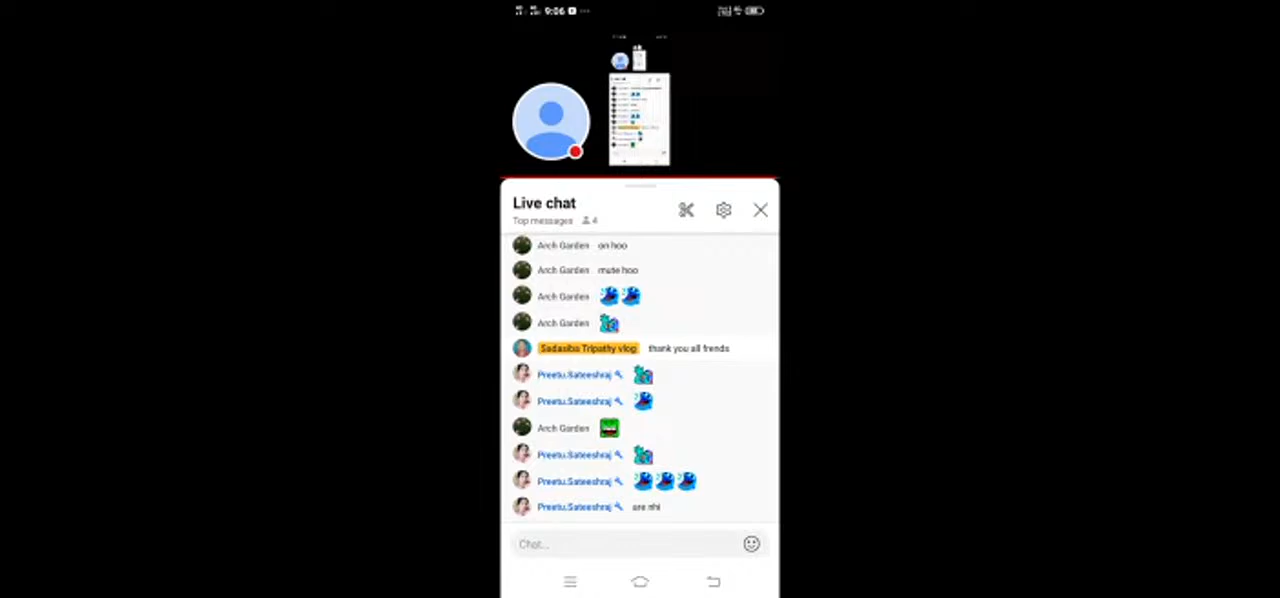 9:06
Live chat
Top messages 4
Arch Garden on hoo
Arch Garden mute hoo
Arch Garden
Arch Garden
Sadasiba Tripathy vlog thank you all frends
Preetu.Sateeshraj
Preetu.Sateeshraj
Arch Garden
Preetu.Sateeshraj
Preetu.Sateeshraj
Preetu.Sateeshraj are nhi
Chat...